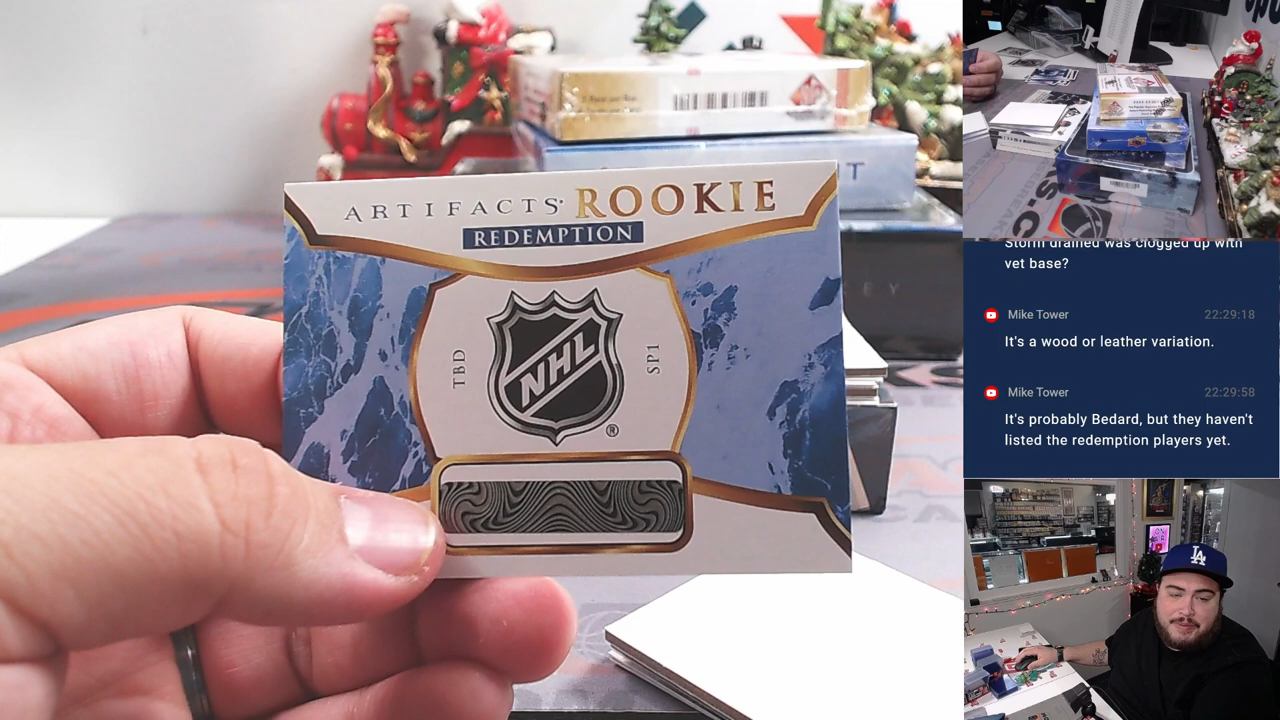 ARTIFACTS ROOKIE
REDEMPTION
TBD
NHL
®
SP1
T
EY
Storm drained was clogged up with
vet base?
Mike Tower 22:29:18
It's a wood or leather variation.
Mike Tower 22:29:58
It's probably Bedard, but they haven't
listed the redemption players yet.
LA